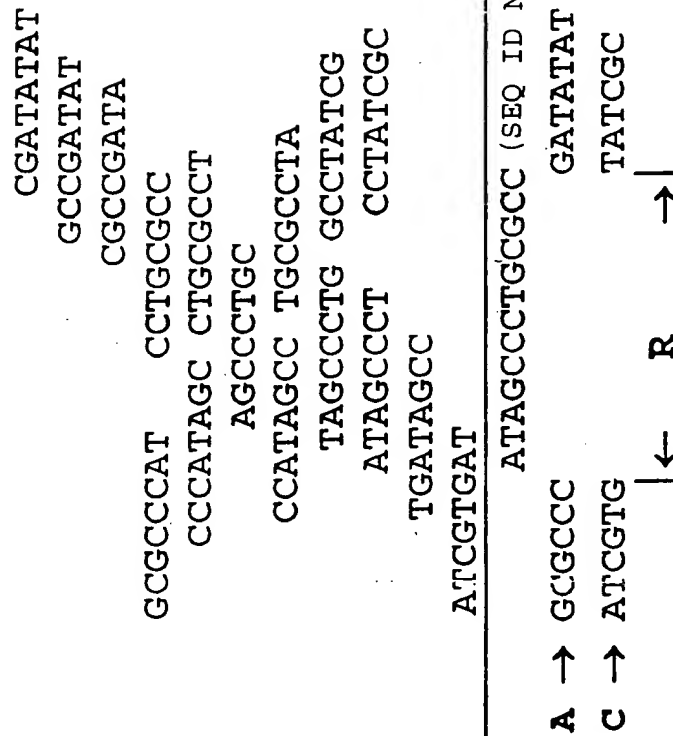 CGATATAT
GCCGATAT
CGCCGATA
GCGCCCAT CCTGCGCC
CCCATAGC CTGCGCCT
AGCCCTGC
CCATAGCC TGCGCCTA
TAGCCCTG GCCTATCG
ATAGCCCT CCTATCGC
TGATAGCC
ATCGTGAT
ATAGCCCTGCGCC (SEQ ID N
A → GCGCCC GATATAT
C → ATCGTG TATCGC
← R →